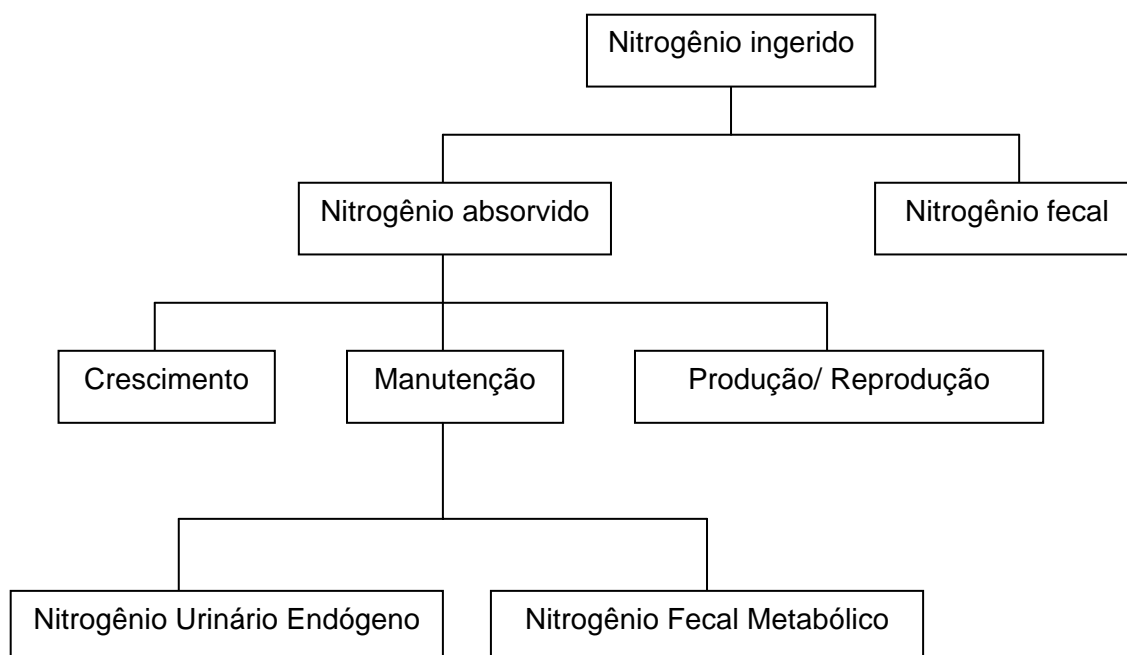 Nitrogênio ingerido
Nitrogênio absorvido
Nitrogênio fecal
Crescimento
Manutenção
Produção/ Reprodução
Nitrogênio Urinário Endógeno
Nitrogênio Fecal Metabólico